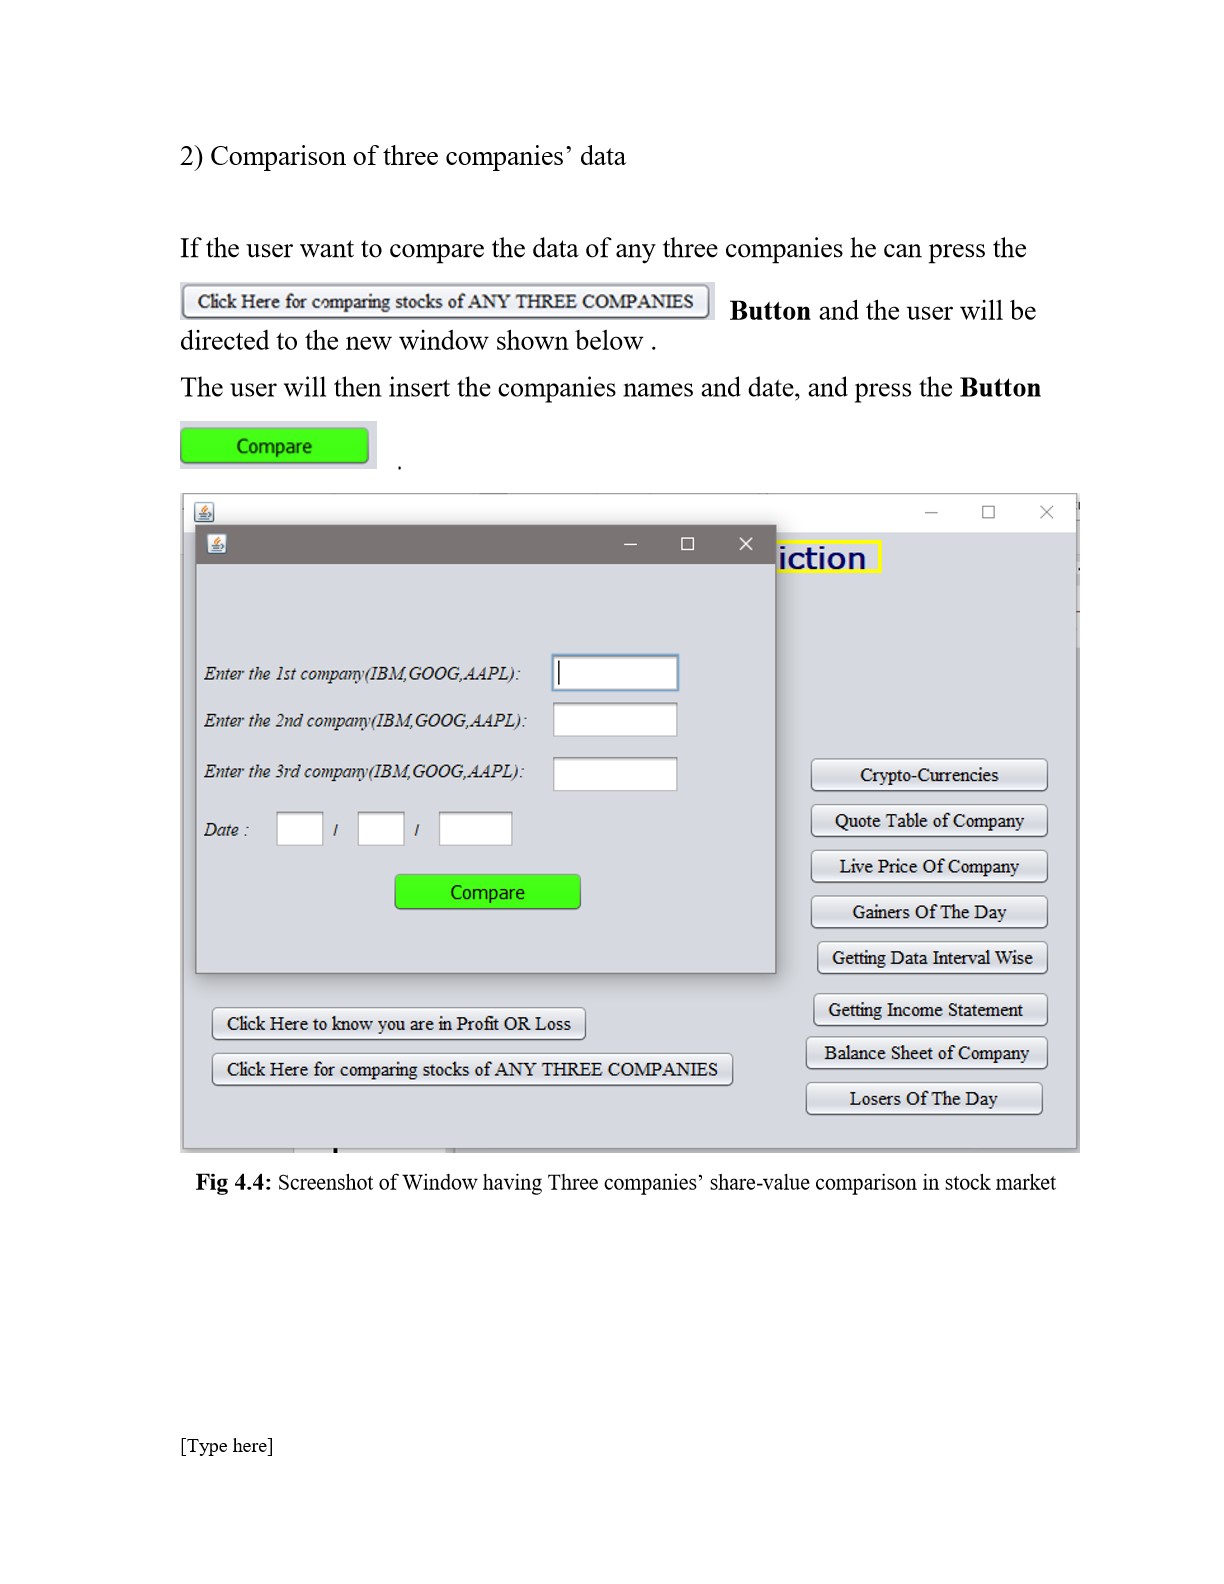 2) Comparison of three companies’ data
If the user want to compare the data of any three companies he can press the
Click Here for comparing stocks of ANY THREE COMPANIES Button and the user will be
directed to the new window shown below .
The user will then insert the companies names and date, and press the Button
Compare .
iction
Enter the 1st company(IBM,GOOG,AAPL):
Enter the 2nd company(IBM,GOOG,AAPL):
Enter the 3rd company(IBM,GOOG,AAPL):
Date : / /
Compare
Crypto-Currencies
Quote Table of Company
Live Price Of Company
Gainers Of The Day
Getting Data Interval Wise
Getting Income Statement
Balance Sheet of Company
Losers Of The Day
Click Here to know you are in Profit OR Loss
Click Here for comparing stocks of ANY THREE COMPANIES
Fig 4.4: Screenshot of Window having Three companies’ share-value comparison in stock market
[Type here]